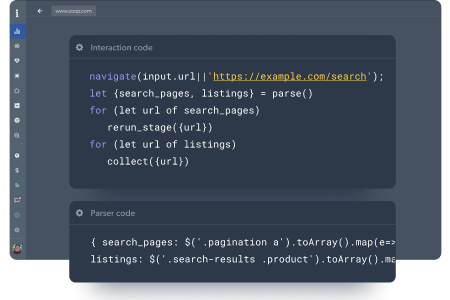 www.zoop.com
Interaction code
navigate(input.url||'https://example.com/search');
let {search_pages, listings} = parse()
for (let url of search_pages)
rerun_stage({url})
for (let url of listings)
collect({url})
Parser code
{ search_pages: $('.pagination a').toArray().map(e=>
listings: $('.search-results .product').toArray().ma